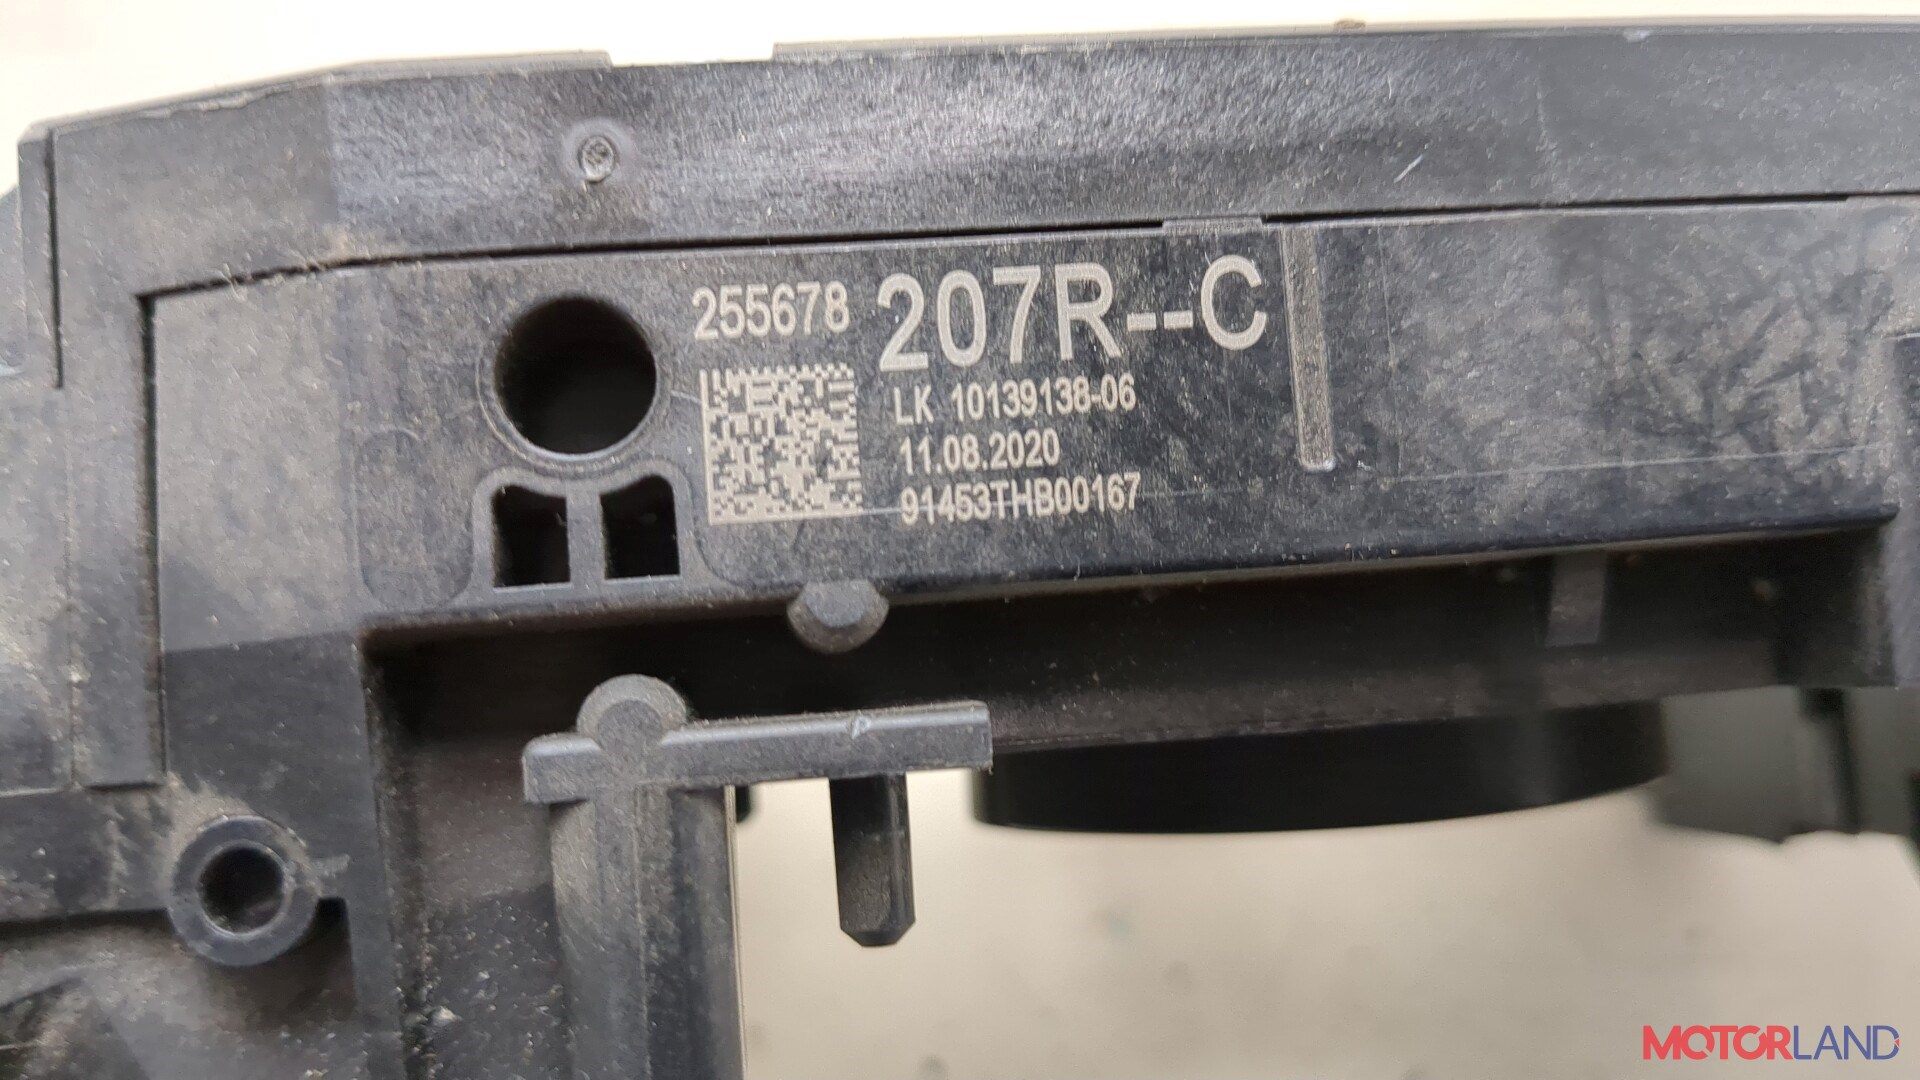 255678 207R--C
LK 10139138-06
11.08.2020
91453THB00167
MOTORLAND